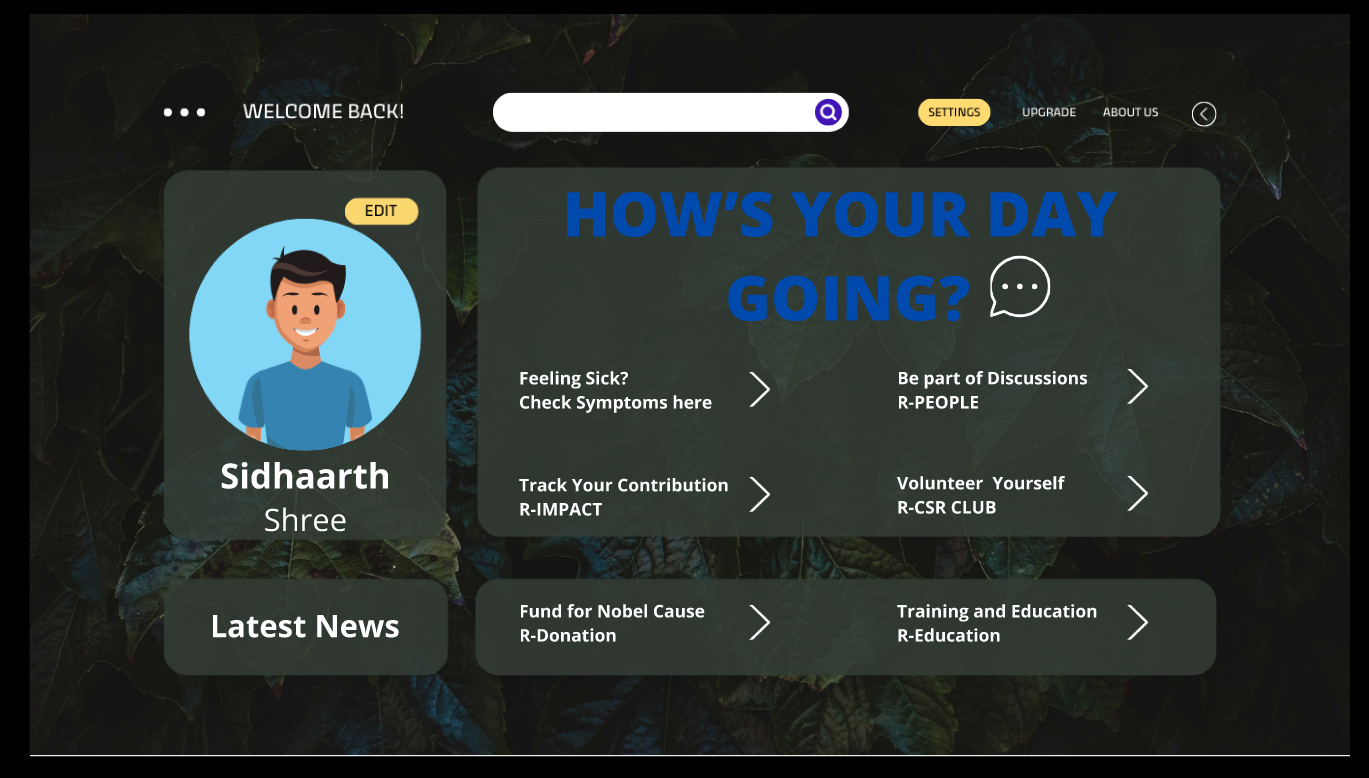 WELCOME BACK!
SETTINGS
UPGRADE
ABOUT US
EDIT
Sidhaarth
Shree
HOW'S YOUR DAY
GOING?
Feeling Sick?
Check Symptoms here
Be part of Discussions
R-PEOPLE
Track Your Contribution
R-IMPACT
Volunteer  Yourself
R-CSR CLUB
Latest News
Fund for Nobel Cause
R-Donation
Training and Education
R-Education